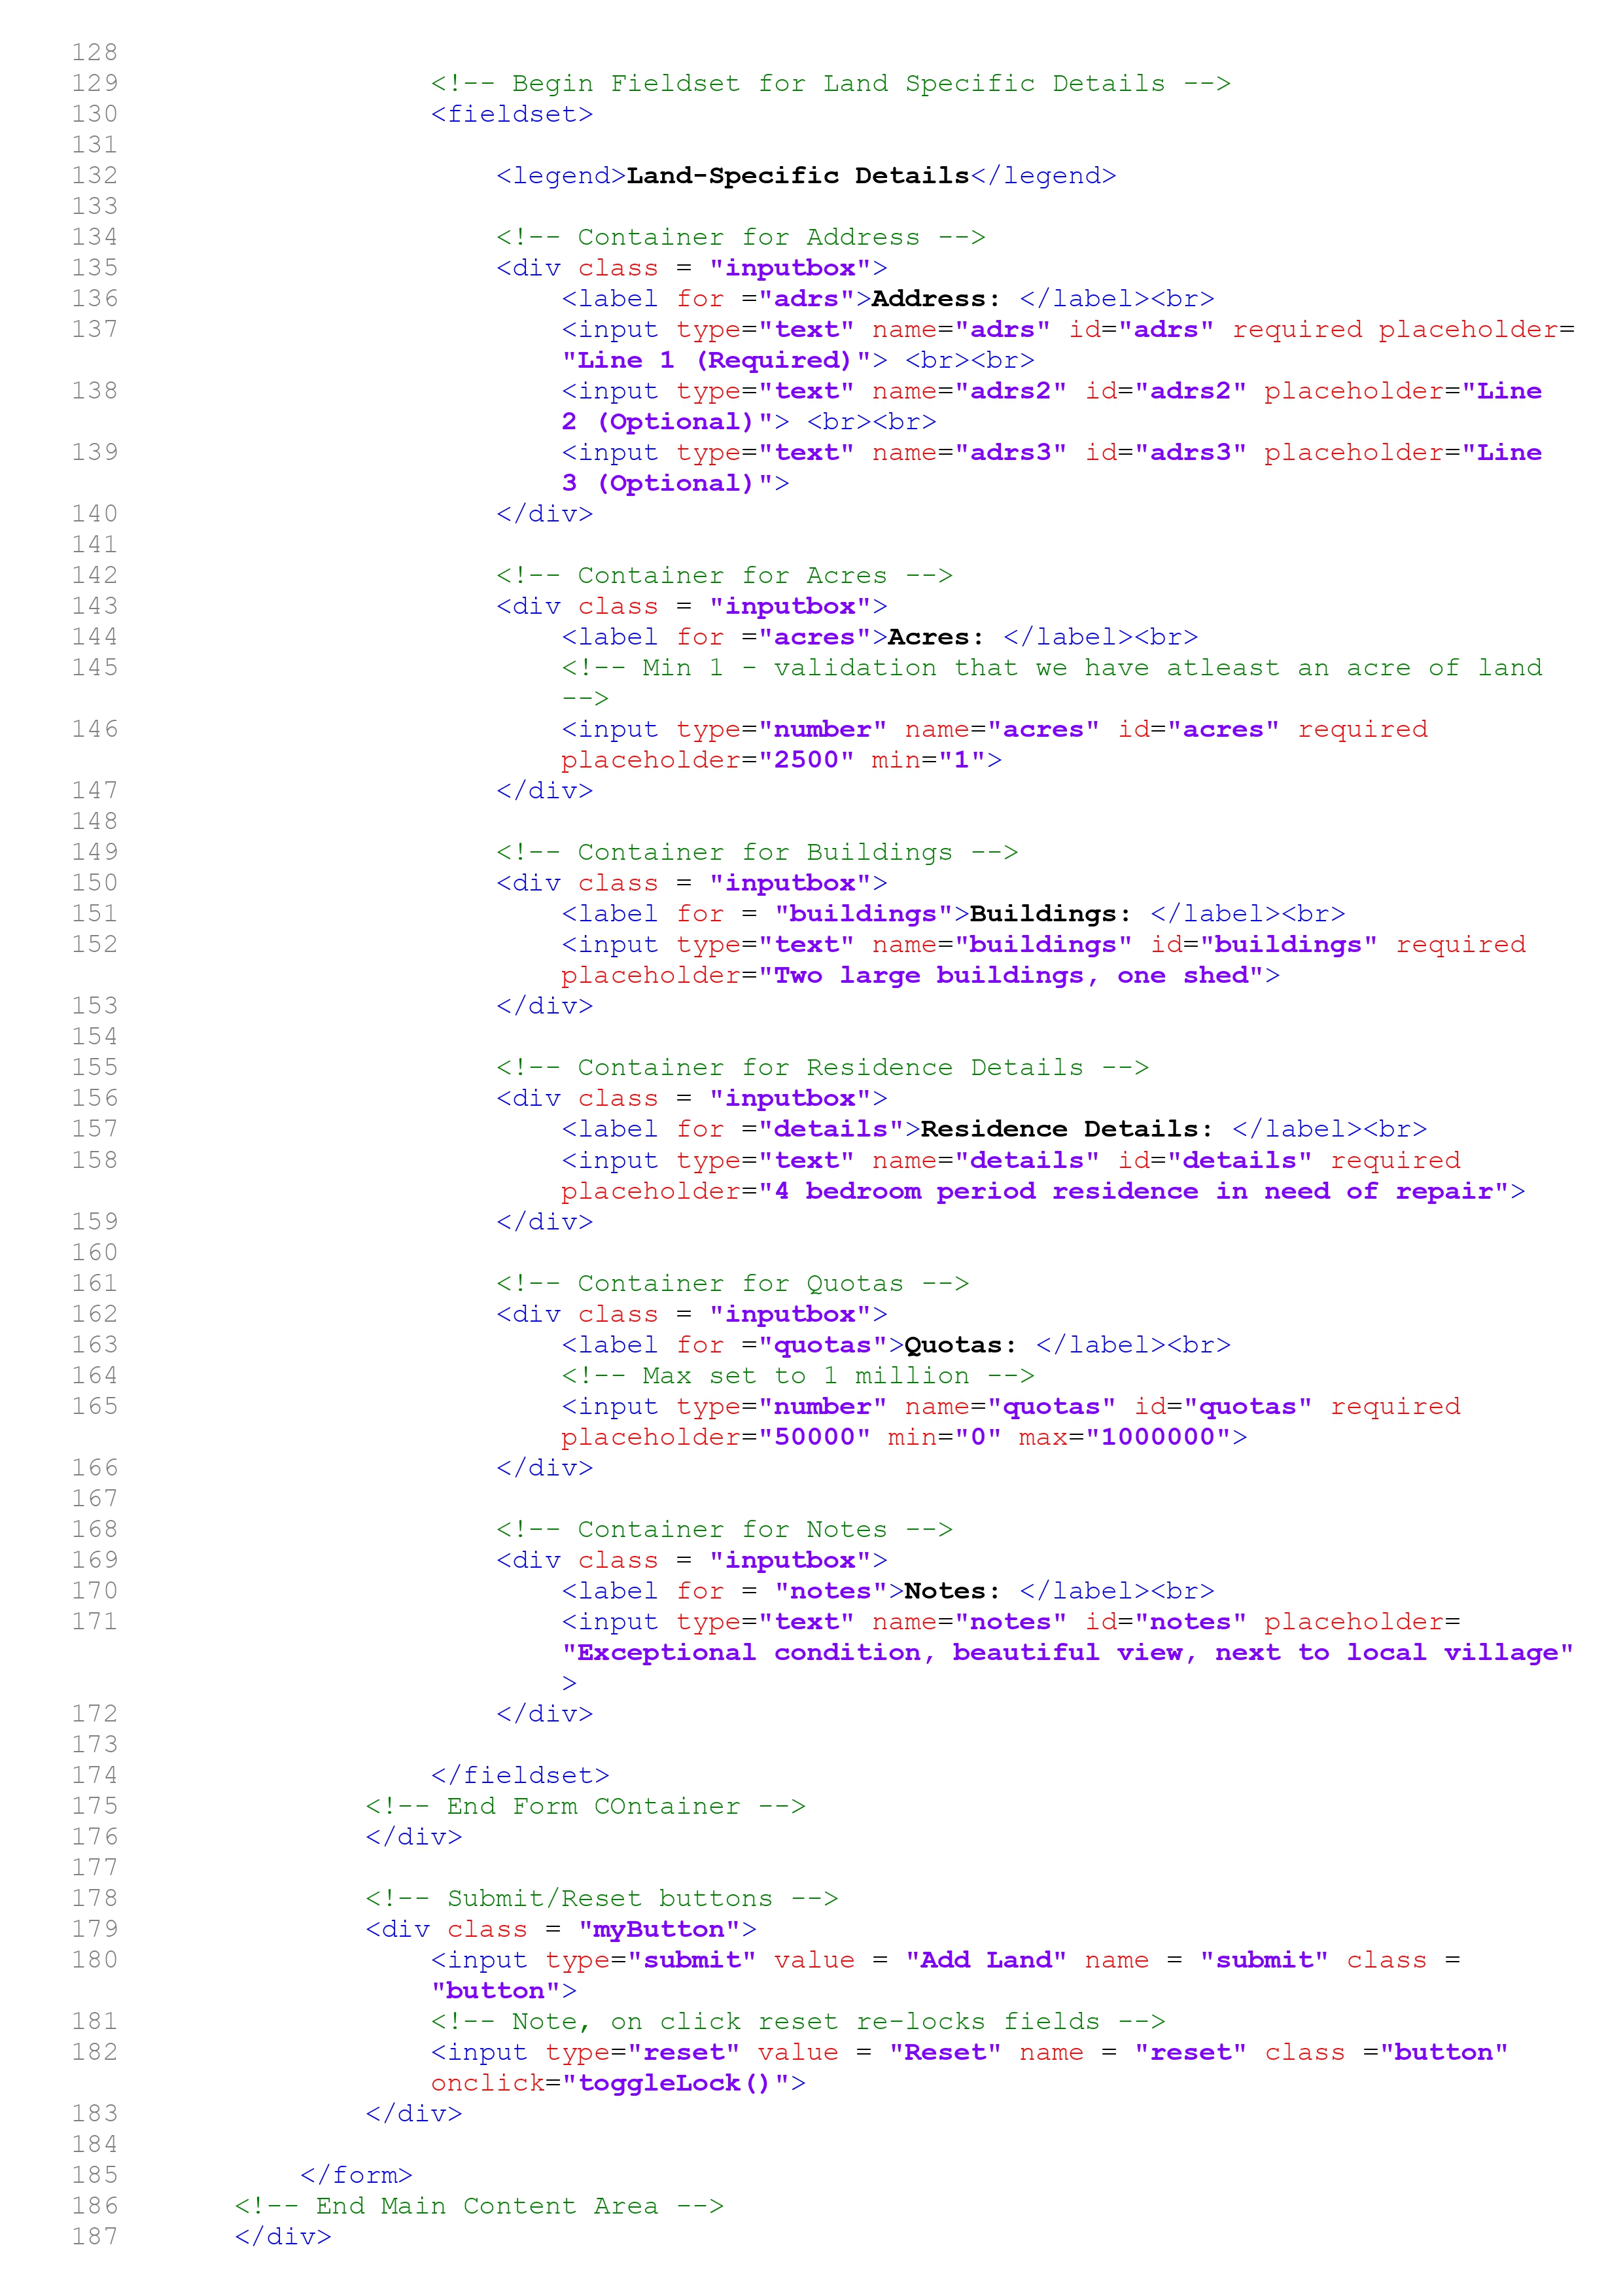 128
129 <!-- Begin Fieldset for Land Specific Details -->
130 <fieldset>
131
132 <legend>Land-Specific Details</legend>
133
134 <!-- Container for Address -->
135 <div class = "inputbox">
136 <label for ="adrs">Address: </label><br>
137 <input type="text" name="adrs" id="adrs" required placeholder=
"Line 1 (Required)"> <br><br>
138 <input type="text" name="adrs2" id="adrs2" placeholder="Line
2 (Optional)"> <br><br>
139 <input type="text" name="adrs3" id="adrs3" placeholder="Line
3 (Optional)">
140 </div>
141
142 <!-- Container for Acres -->
143 <div class = "inputbox">
144 <label for ="acres">Acres: </label><br>
145 <!-- Min 1 - validation that we have atleast an acre of land
-->
146 <input type="number" name="acres" id="acres" required
placeholder="2500" min="1">
147 </div>
148
149 <!-- Container for Buildings -->
150 <div class = "inputbox">
151 <label for = "buildings">Buildings: </label><br>
152 <input type="text" name="buildings" id="buildings" required
placeholder="Two large buildings, one shed">
153 </div>
154
155 <!-- Container for Residence Details -->
156 <div class = "inputbox">
157 <label for ="details">Residence Details: </label><br>
158 <input type="text" name="details" id="details" required
placeholder="4 bedroom period residence in need of repair">
159 </div>
160
161 <!-- Container for Quotas -->
162 <div class = "inputbox">
163 <label for ="quotas">Quotas: </label><br>
164 <!-- Max set to 1 million -->
165 <input type="number" name="quotas" id="quotas" required
placeholder="50000" min="0" max="1000000">
166 </div>
167
168 <!-- Container for Notes -->
169 <div class = "inputbox">
170 <label for = "notes">Notes: </label><br>
171 <input type="text" name="notes" id="notes" placeholder=
"Exceptional condition, beautiful view, next to local village"
>
172 </div>
173
174 </fieldset>
175 <!-- End Form COntainer -->
176 </div>
177
178 <!-- Submit/Reset buttons -->
179 <div class = "myButton">
180 <input type="submit" value = "Add Land" name = "submit" class =
"button">
181 <!-- Note, on click reset re-locks fields -->
182 <input type="reset" value = "Reset" name = "reset" class ="button"
onclick="toggleLock()">
183 </div>
184
185 </form>
186 <!-- End Main Content Area -->
187 </div>